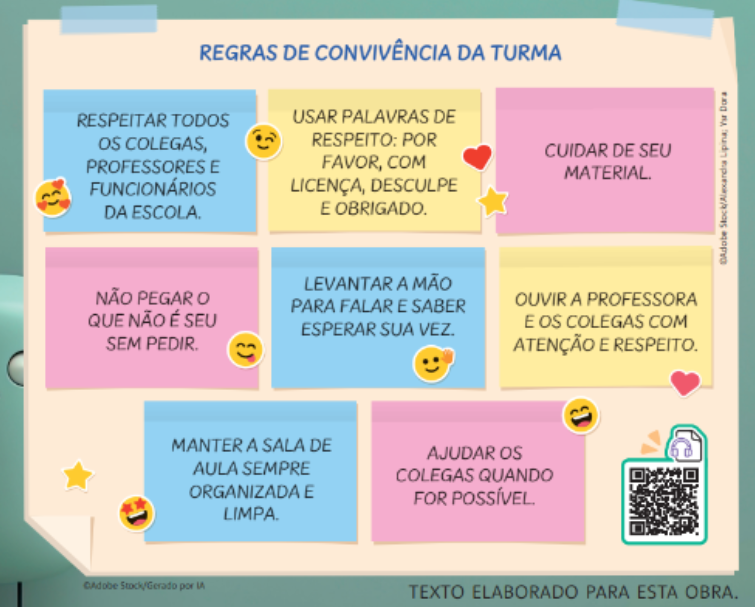 REGRAS DE CONVIVÊNCIA DA TURMA
RESPEITAR TODOS
OS COLEGAS,
PROFESSORES E
FUNCIONÁRIOS
DA ESCOLA.
USAR PALAVRAS DE
RESPEITO: POR
FAVOR, COM
LICENÇA, DESCULPE
E OBRIGADO.
CUIDAR DE SEU
MATERIAL.
NÃO PEGAR O
QUE NÃO É SEU
SEM PEDIR.
LEVANTAR A MÃO
PARA FALAR E SABER
ESPERAR SUA VEZ.
OUVIR A PROFESSORA
E OS COLEGAS COM
ATENÇÃO E RESPEITO.
MANTER A SALA DE
AULA SEMPRE
ORGANIZADA E
LIMPA.
AJUDAR OS
COLEGAS QUANDO
FOR POSSÍVEL.
©Adobe Stock/Alexandra Lipina; Yur Dora
©Adobe Stock/Gerado por IA
TEXTO ELABORADO PARA ESTA OBRA.